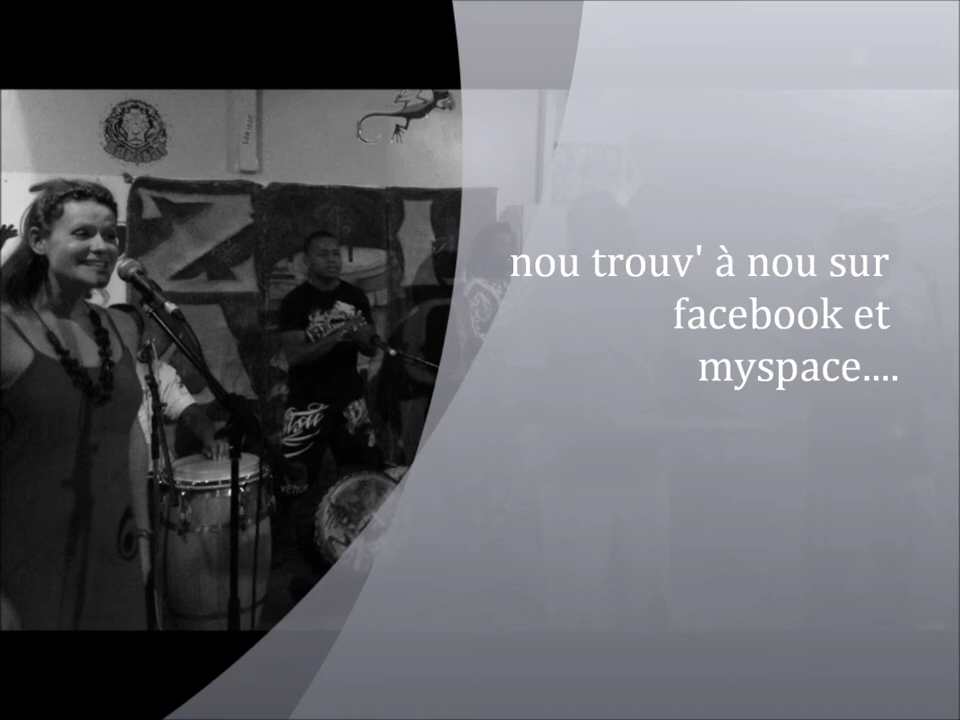 nou trouv' à nou sur
facebook et
myspace....